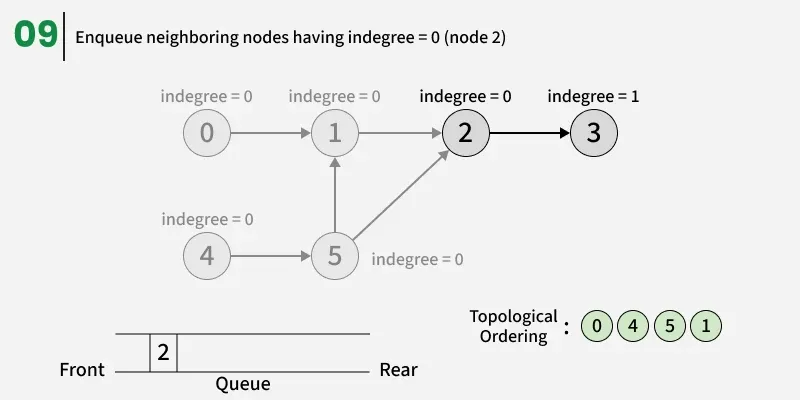 09
Enqueue neighboring nodes having indegree = 0 (node 2)
indegree = 0
indegree = 0
indegree = 0
indegree = 1
0
1
2
3
indegree = 0
4
5
indegree = 0
Topological
Ordering :
0 4 5 1
2
Front
Rear
Queue